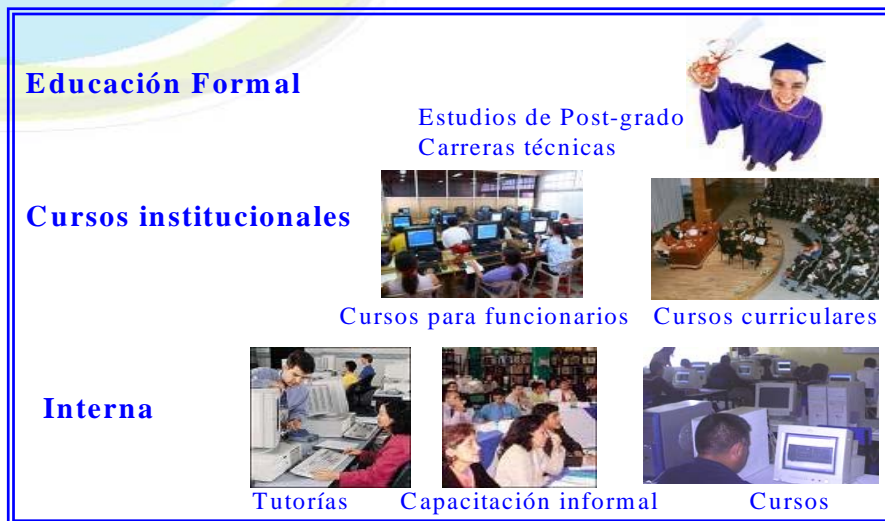 Educación Formal
Estudios de Post-grado
Carreras técnicas
Cursos institucionales
Cursos para funcionarios
Cursos curriculares
Interna
Tutorías
Capacitación informal
Cursos